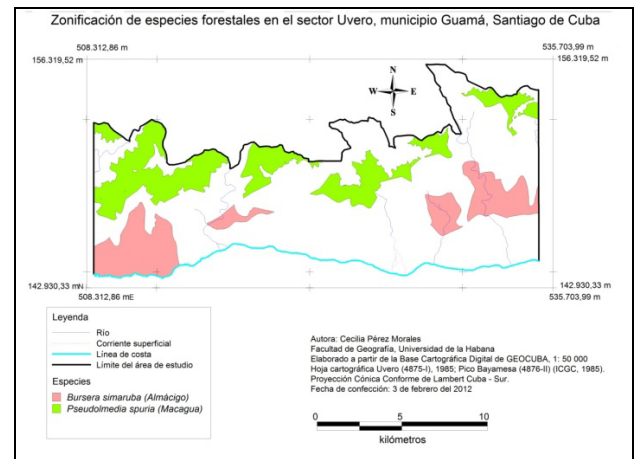 Zonificación de especies forestales en el sector Uvero, municipio Guamá, Santiago de Cuba
508.312,86 m
535.703,99 m
156.319,52 m
156.319,52 m
N
W E
S
142.930,33 mN
142.930,33 m
508.312,86 mE
535.703,99 m
Leyenda
Río
Corriente superficial
Línea de costa
Límite del área de estudio
Especies
Bursera simaruba (Almácigo)
Pseudolmedia spuria (Macagua)
Autora: Cecilia Pérez Morales
Facultad de Geografía, Universidad de la Habana
Elaborado a partir de la Base Cartográfica Digital de GEOCUBA, 1: 50 000
Hoja cartográfica Uvero (4875-I), 1985; Pico Bayamesa (4876-II) (ICGC, 1985).
Proyección Cónica Conforme de Lambert Cuba - Sur.
Fecha de confección: 3 de febrero del 2012
0 5 10
kilómetros